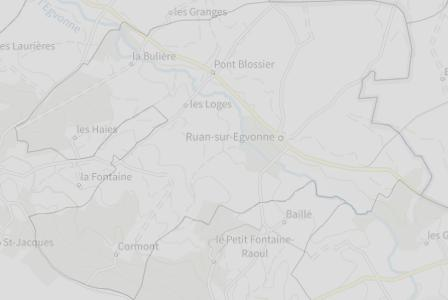 les Granges
l'Egvonne
es Laurières
la Bulière
Pont Blossier
les Loges
les Haies
Ruan-sur-Egvonne
la Fontaine
Baillé
St-Jacques
Cormont
le Petit Fontaine-
Raoul
les G